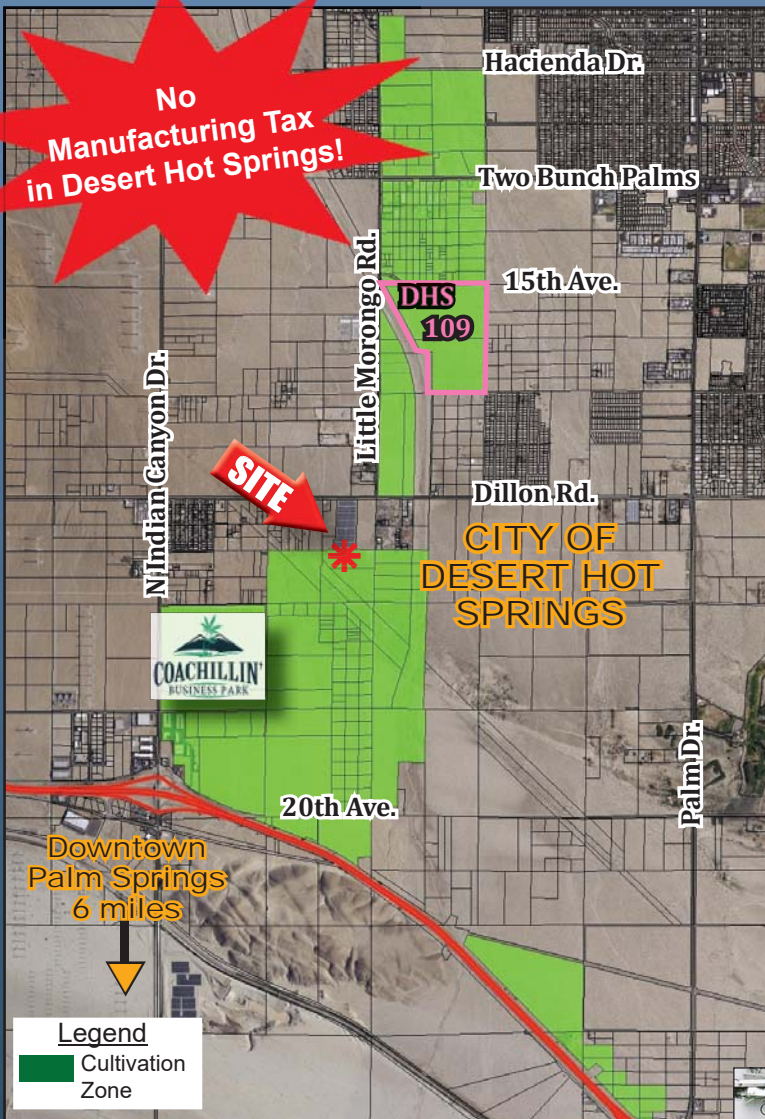 No
Manufacturing Tax
in Desert Hot Springs!
Hacienda Dr.
Two Bunch Palms
15th Ave.
DHS
109
Little Morongo Rd.
N Indian Canyon Dr.
SITE
Dillon Rd.
CITY OF
DESERT HOT
SPRINGS
COACHILLIN'
BUSINESS PARK
Palm Dr.
20th Ave.
Downtown
Palm Springs
6 miles
Legend
Cultivation
Zone